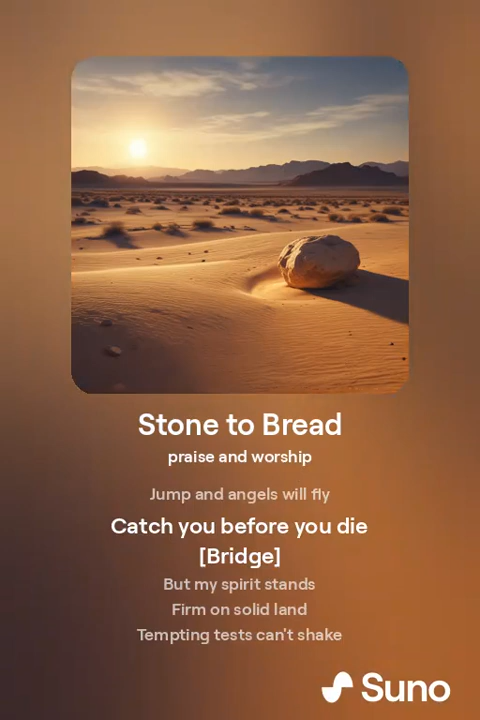 Stone to Bread
praise and worship
Jump and angels will fly
Catch you before you die
[Bridge]
But my spirit stands
Firm on solid land
Tempting tests can't shake
Suno